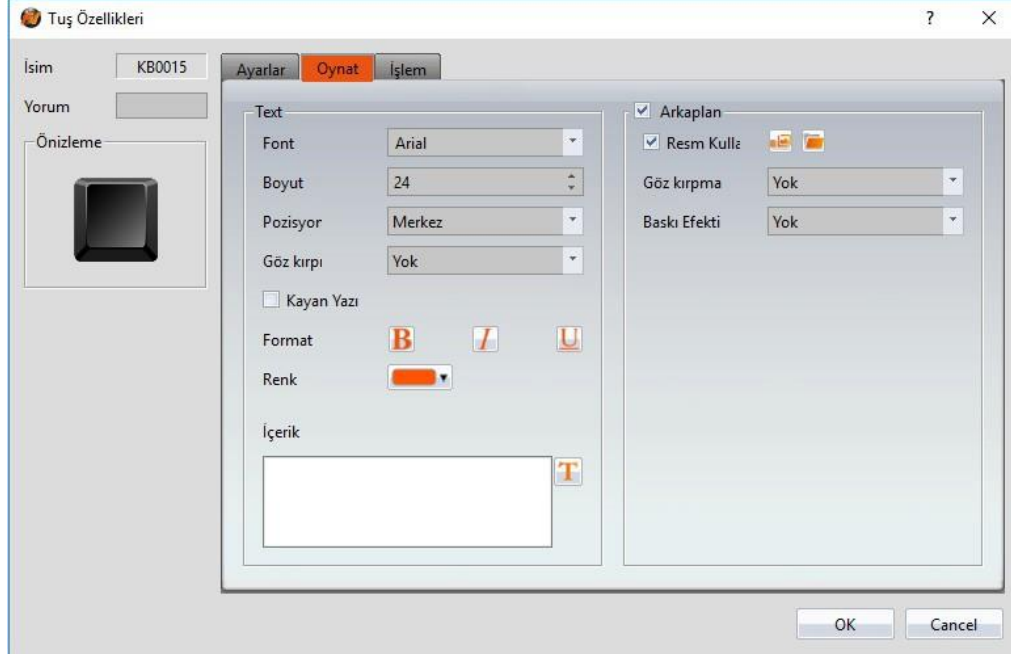 Tuş Özellikleri
?
İsim
KB0015
Yorum
Önizleme
Ayarlar
Oynat
İşlem
Text
Font
Arial
Boyut
24
Pozisyor
Merkez
Göz kırpı
Yok
Kayan Yazı
Format
B
I
U
Renk
İçerik
T
Arkaplan
Resm Kulla
Göz kırpma
Yok
Baskı Efekti
Yok
OK
Cancel